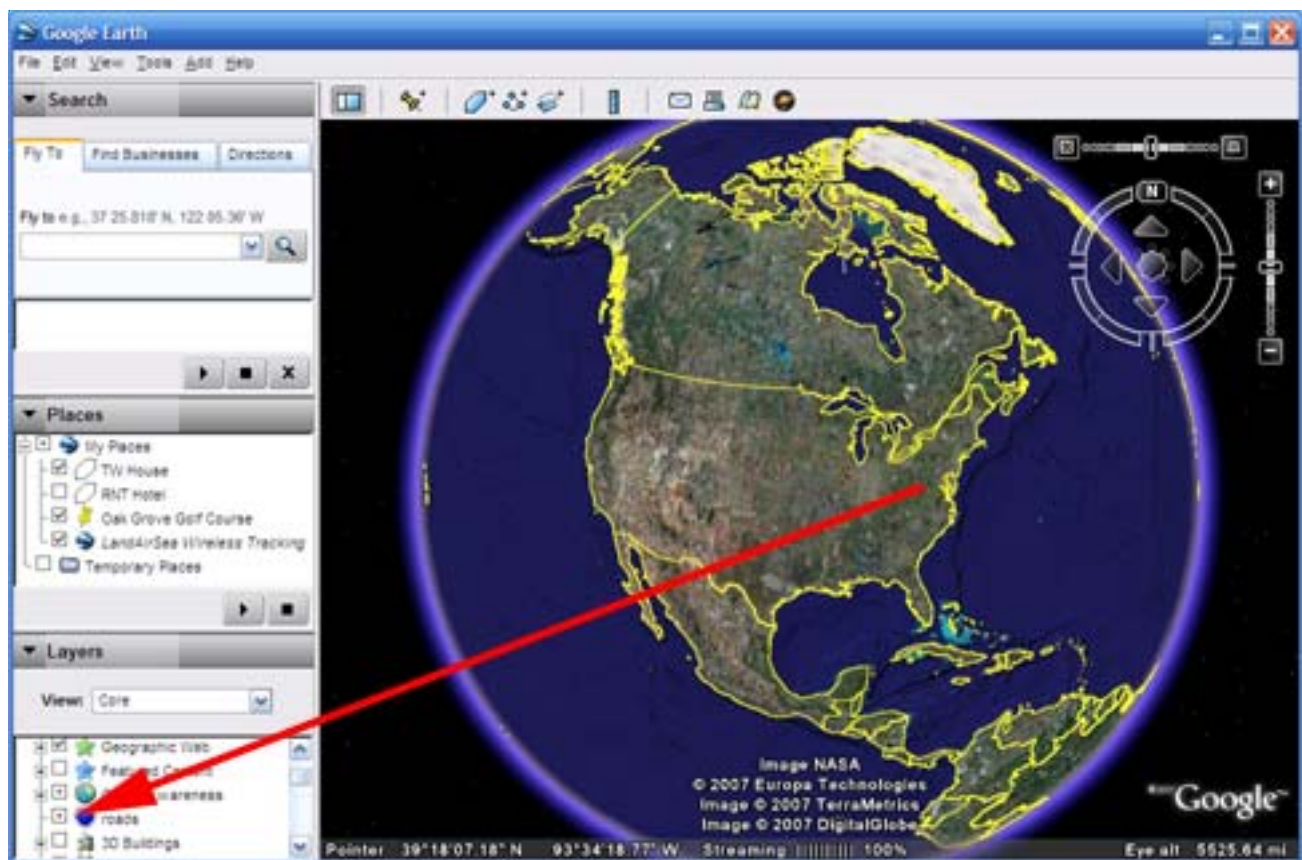 Google Earth
File Edit View Tools Add Help
Search
Fly To Find Businesses Directions
Fly to e.g., 37 25.818' N, 122 05.36' W
Places
My Places
TW House
RNT Hotel
Oak Grove Golf Course
LandAirSea Wireless Tracking
Temporary Places
Layers
View: Core
Geographic Web
Featured
Awareness
roads
3D Buildings
N
Image NASA
© 2007 Europa Technologies
Image © 2007 TerraMetrics
Image © 2007 DigitalGlobe
Google
Pointer 39°18'07.18" N 93°34'18.77" W Streaming 100% Eye alt 5525.64 mi